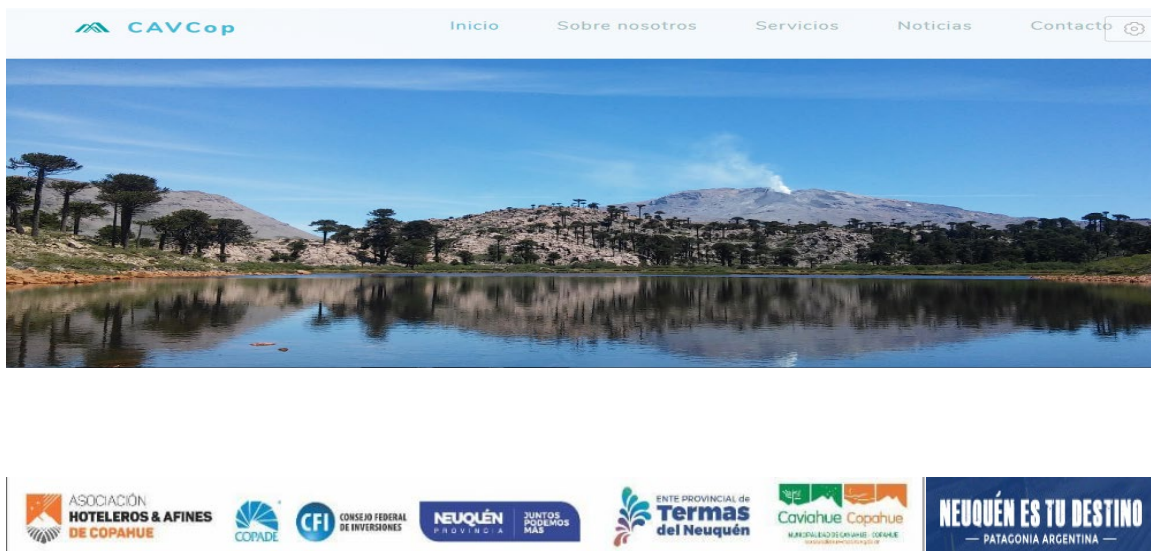 CAVCop
Inicio
Sobre nosotros
Servicios
Noticias
Contacto
ASOCIACIÓN
HOTELEROS & AFINES
DE COPAHUE
COPADE
CFI
CONSEJO FEDERAL
DE INVERSIONES
NEUQUÉN
PROVINCIA
JUNTOS
PODEMOS
MÁS
ENTE PROVINCIAL de
Termas
del Neuquén
Caviahue Copahue
NEUQUÉN ES TU DESTINO
— PATAGONIA ARGENTINA —